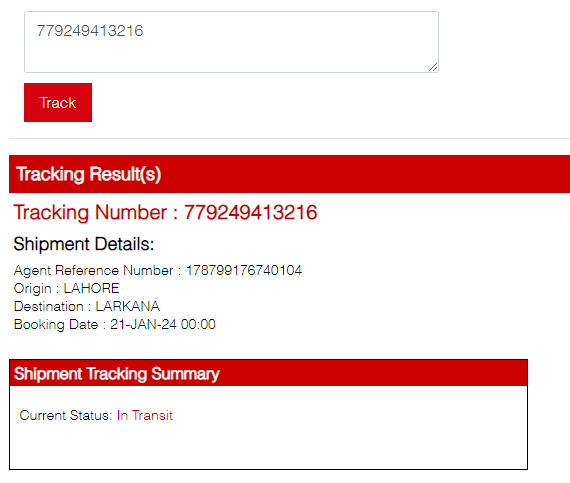 779249413216
Track
Tracking Result(s)
Tracking Number : 779249413216
Shipment Details:
Agent Reference Number : 178799176740104
Origin : LAHORE
Destination : LARKANA
Booking Date : 21-JAN-24 00:00
Shipment Tracking Summary
Current Status: In Transit